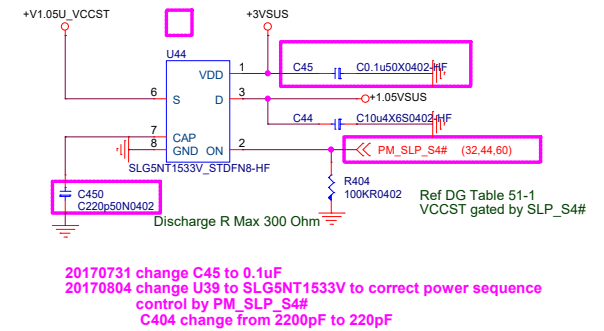 +V1.05U_VCCST
+3VSUS
U44
VDD 1 C45 C0.1u50X0402-HF
6 S D 3 +1.05VSUS
C44 C10u4X6S0402-HF
7 CAP
8 GND ON 2 PM_SLP_S4# (32,44,60)
SLG5NT1533V_STDFN8-HF
R404
100KR0402
C450
C220p50N0402
Discharge R Max 300 Ohm
Ref DG Table 51-1
VCCST gated by SLP_S4#
20170731 change C45 to 0.1uF
20170804 change U39 to SLG5NT1533V to correct power sequence
control by PM_SLP_S4#
C404 change from 2200pF to 220pF